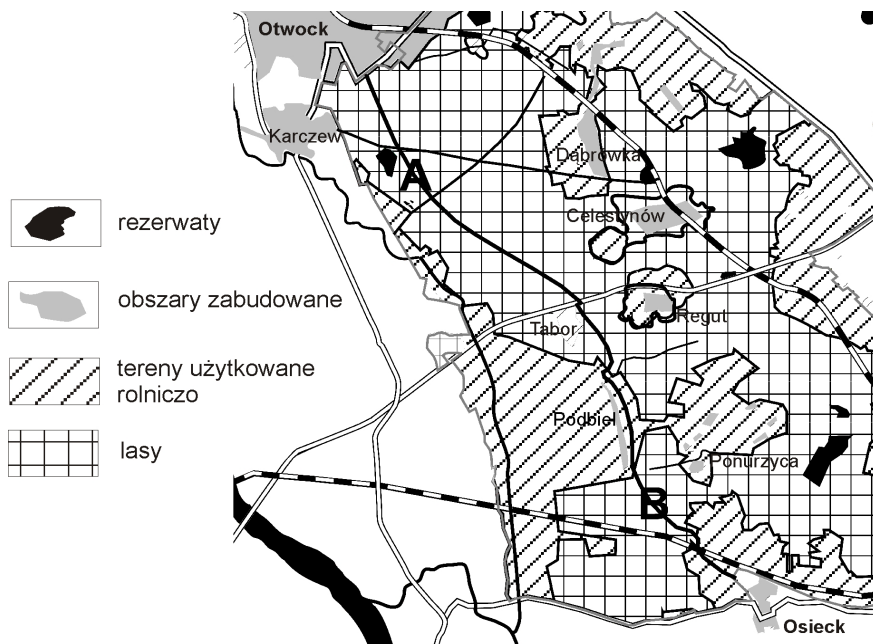 Otwock
Karczew
A
Dąbrówka
Celestynów
Regut
Tabor
Podbiel
Ponurzyca
B
Osieck
rezerwaty
obszary zabudowane
tereny użytkowane
rolniczo
lasy